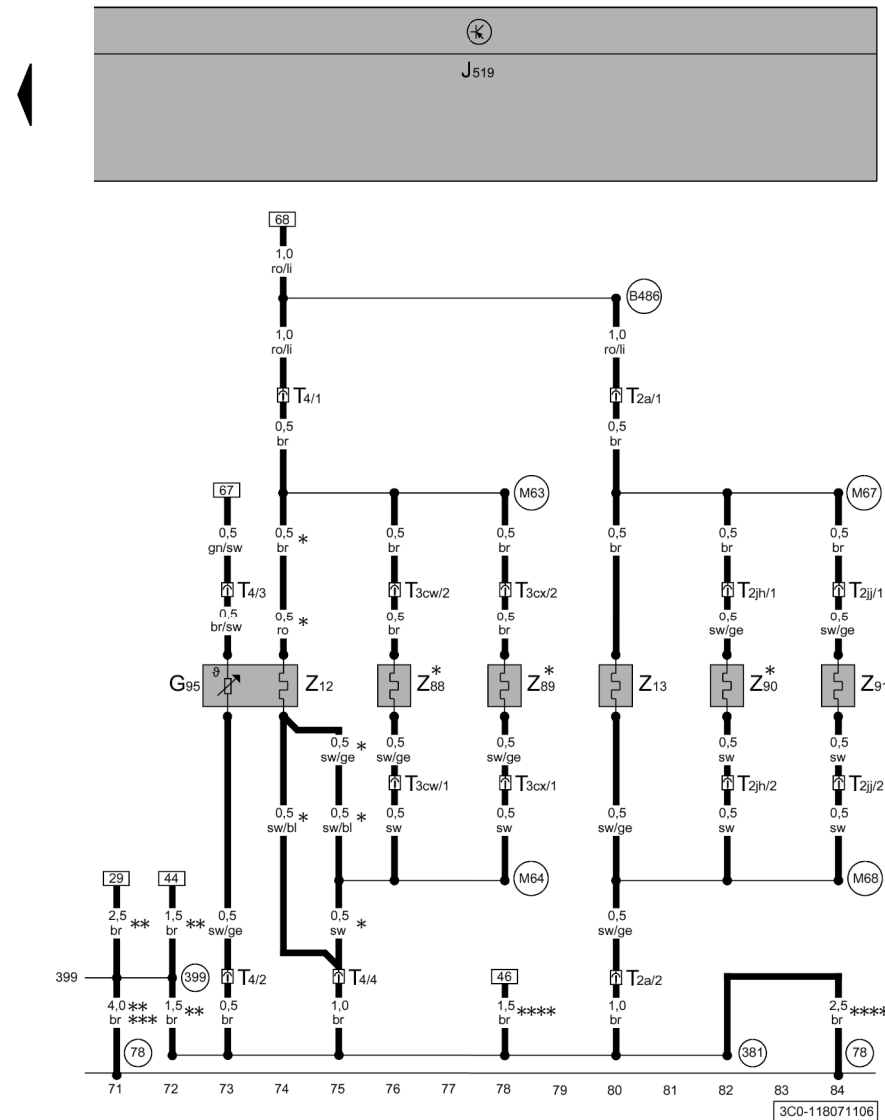 J519
68
1,0
ro/li
B486
1,0
ro/li
1,0
ro/li
T4/1
T2a/1
0,5
br
0,5
br
67
M63
M67
0,5
gn/sw
0,5
br *
0,5
br
0,5
br
0,5
br
0,5
br
0,5
br
T4/3
T3cw/2
T3cx/2
T2jh/1
T2jj/1
0,5
br/sw
0,5
ro *
0,5
br
0,5
br
0,5
sw/ge
0,5
sw/ge
G95
ϑ
Z12
Z88*
Z89*
Z13
Z90*
Z91
0,5
sw/ge *
0,5
sw/ge
0,5
sw/ge
0,5
sw
0,5
sw
T3cw/1
T3cx/1
T2jh/2
T2jj/2
0,5
sw/bl *
0,5
sw/bl *
0,5
sw
0,5
sw
0,5
sw/ge
0,5
sw
0,5
sw
29
44
M64
M68
2,5
br **
1,5
br **
0,5
sw/ge
0,5
sw *
0,5
sw/ge
399
399
T4/2
T4/4
46
T2a/2
4,0 **
br ***
1,5
br **
0,5
br
1,0
br
1,5
br ****
1,0
br
2,5
br ****
78
381
78
71 72 73 74 75 76 77 78 79 80 81 82 83 84
3C0-118071106